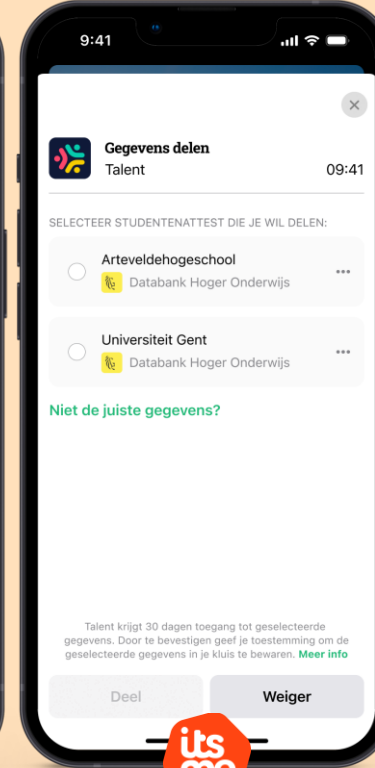 9:41
Gegevens delen
Talent
09:41
SELECTEER STUDENTENATTEST DIE JE WIL DELEN:
Arteveldehogeschool
Databank Hoger Onderwijs
Universiteit Gent
Databank Hoger Onderwijs
Niet de juiste gegevens?
Talent krijgt 30 dagen toegang tot geselecteerde
gegevens. Door te bevestigen geef je toestemming om de
geselecteerde gegevens in je kluis te bewaren. Meer info
Deel
Weiger
its